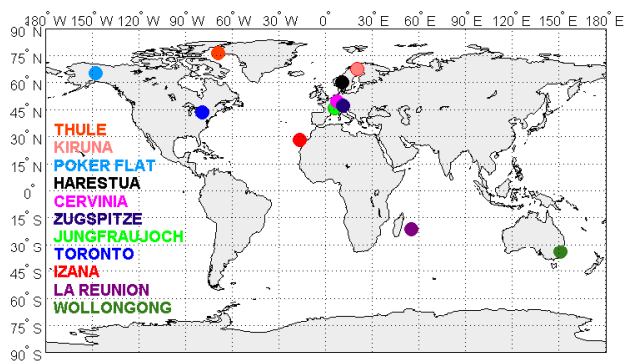 180° W 150° W 120° W 90° W 60° W 30° W 0° 30° E 60° E 90° E 120° E 150° E 180° E
90° N
75° N
60° N
45° N
30° N
15° N
0°
15° S
30° S
45° S
60° S
75° S
90° S
THULE
KIRUNA
POKER FLAT
HARESTUA
CERVINIA
ZUGSPITZE
JUNGFRAUJOCH
TORONTO
IZANA
LA REUNION
WOLLONGONG